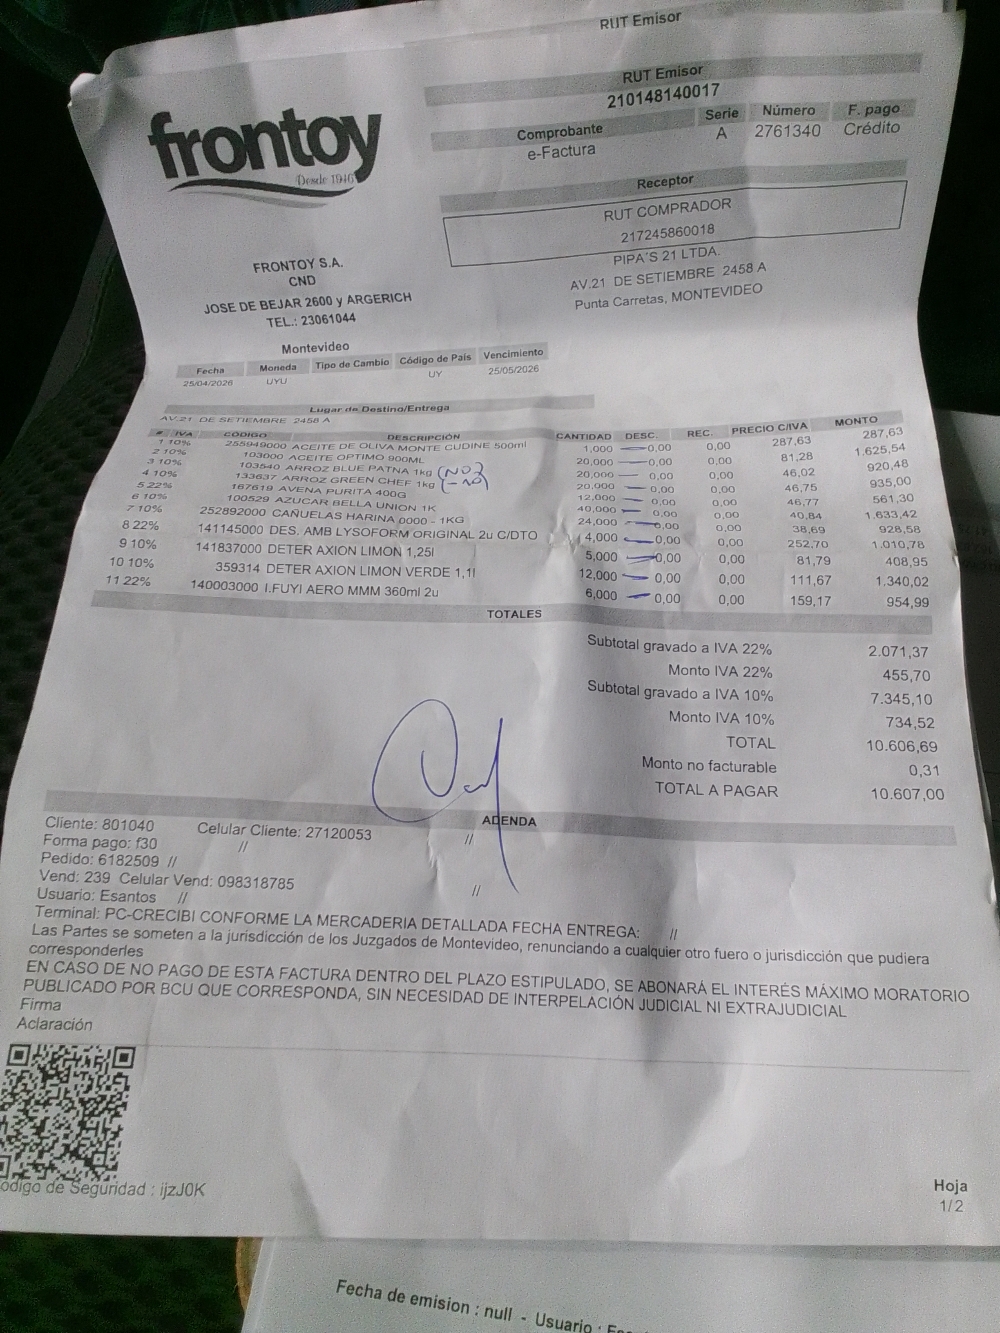 RUT Emisor
RUT Emisor
210148140017
Comprobante Serie Número F. pago
e-Factura A 2761340 Crédito
frontoy
Desde 1946
Receptor
RUT COMPRADOR
217245860018
PIPA'S 21 LTDA.
AV.21 DE SETIEMBRE 2458 A
Punta Carretas, MONTEVIDEO
FRONTOY S.A.
CND
JOSE DE BEJAR 2600 y ARGERICH
TEL.: 23061044
Montevideo
Fecha Moneda Tipo de Cambio Código de Pais Vencimiento
25/04/2026 UYU UY 25/05/2026
Lugar de Destino/Entrega
AV.21 DE SETIEMBRE 2458 A
# IVA CODIGO DESCRIPCIÓN CANTIDAD DESC. REC. PRECIO C/IVA MONTO
1 10% 255949000 ACEITE DE OLIVA MONTE CUDINE 500ml 1,000 0,00 0,00 287,63 287,63
2 10% 103000 ACEITE OPTIMO 900ML 20,000 0,00 0,00 81,28 1.625,54
3 10% 103540 ARROZ BLUE PATNA 1kg (NO) 20,000 0,00 0,00 46,02 920,48
4 10% 133637 ARROZ GREEN CHEF 1kg (-NO) 20,000 0,00 0,00 46,75 935,00
5 22% 167619 AVENA PURITA 400G 12,000 0,00 0,00 46,77 561,30
6 10% 100529 AZUCAR BELLA UNION 1K 40,000 0,00 0,00 40,84 1.633,42
7 10% 252892000 CAÑUELAS HARINA 0000 - 1KG 24,000 0,00 0,00 38,69 928,58
8 22% 141145000 DES. AMB LYSOFORM ORIGINAL 2u C/DTO 4,000 0,00 0,00 252,70 1.010,78
9 10% 141837000 DETER AXION LIMON 1,25l 5,000 0,00 0,00 81,79 408,95
10 10% 359314 DETER AXION LIMON VERDE 1,1l 12,000 0,00 0,00 111,67 1.340,02
11 22% 140003000 I.FUYI AERO MMM 360ml 2u 6,000 0,00 0,00 159,17 954,99
TOTALES
Subtotal gravado a IVA 22% 2.071,37
Monto IVA 22% 455,70
Subtotal gravado a IVA 10% 7.345,10
Monto IVA 10% 734,52
TOTAL 10.606,69
Monto no facturable 0,31
TOTAL A PAGAR 10.607,00
ADENDA
Cliente: 801040 Celular Cliente: 27120053 //
Forma pago: f30 //
Pedido: 6182509 //
Vend: 239 Celular Vend: 098318785 //
Usuario: Esantos //
Terminal: PC-CRECIBI CONFORME LA MERCADERIA DETALLADA FECHA ENTREGA: //
Las Partes se someten a la jurisdicción de los Juzgados de Montevideo, renunciando a cualquier otro fuero o jurisdicción que pudiera
corresponderles
EN CASO DE NO PAGO DE ESTA FACTURA DENTRO DEL PLAZO ESTIPULADO, SE ABONARÁ EL INTERÉS MÁXIMO MORATORIO
PUBLICADO POR BCU QUE CORRESPONDA, SIN NECESIDAD DE INTERPELACIÓN JUDICIAL NI EXTRAJUDICIAL
Firma
Aclaración
odigo de Seguridad : ijzJ0K
Hoja
1/2
Fecha de emision : null - Usuario :